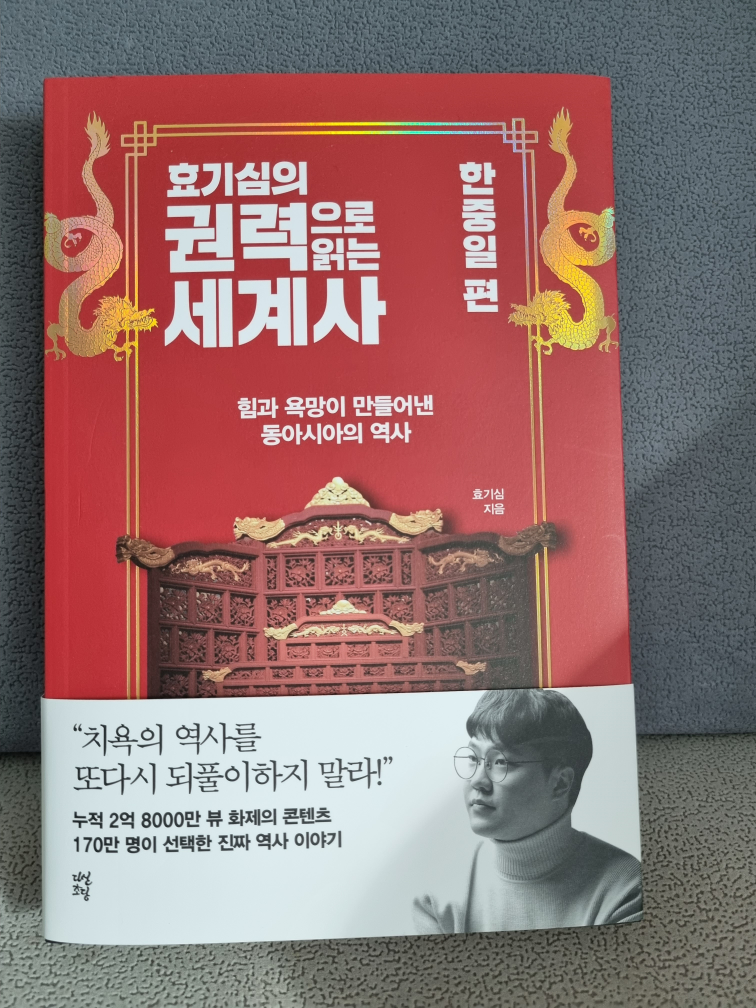 효기심의
권력으로
읽는
세계사
한중일 편
힘과 욕망이 만들어낸
동아시아의 역사
효기심
지음
“치욕의 역사를
또다시 되풀이하지 말라!”
누적 2억 8000만 뷰 화제의 콘텐츠
170만 명이 선택한 진짜 역사 이야기
다산
초당